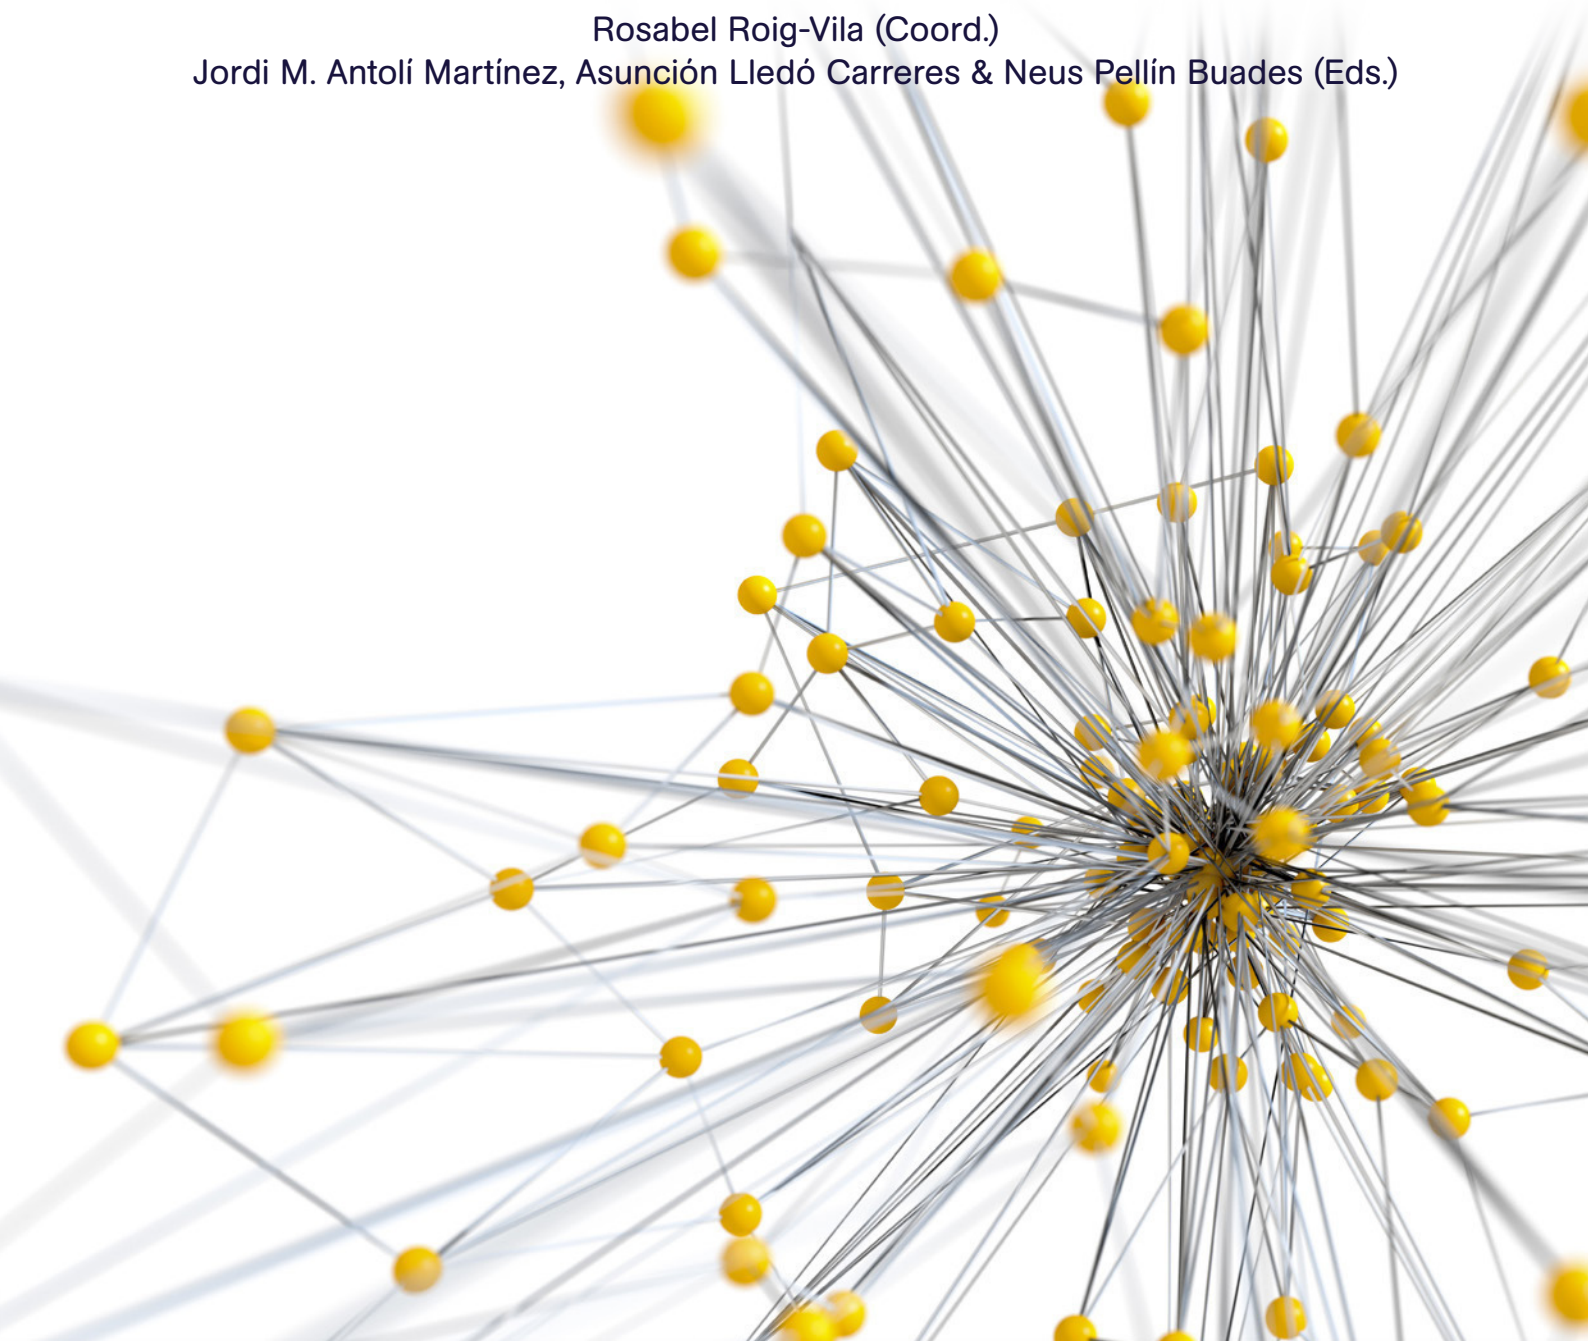 Rosabel Roig-Vila (Coord.)
Jordi M. Antolí Martínez, Asunción Lledó Carreres & Neus Pellín Buades (Eds.)